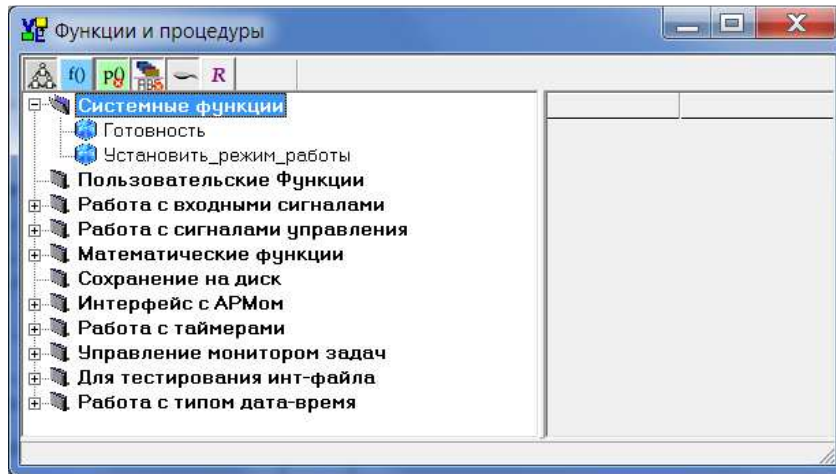 Функции и процедуры
f() p() R
Системные функции
Готовность
Установить_режим_работы
Пользовательские Функции
Работа с входными сигналами
Работа с сигналами управления
Математические функции
Сохранение на диск
Интерфейс с АРМом
Работа с таймерами
Управление монитором задач
Для тестирования инт-файла
Работа с типом дата-время